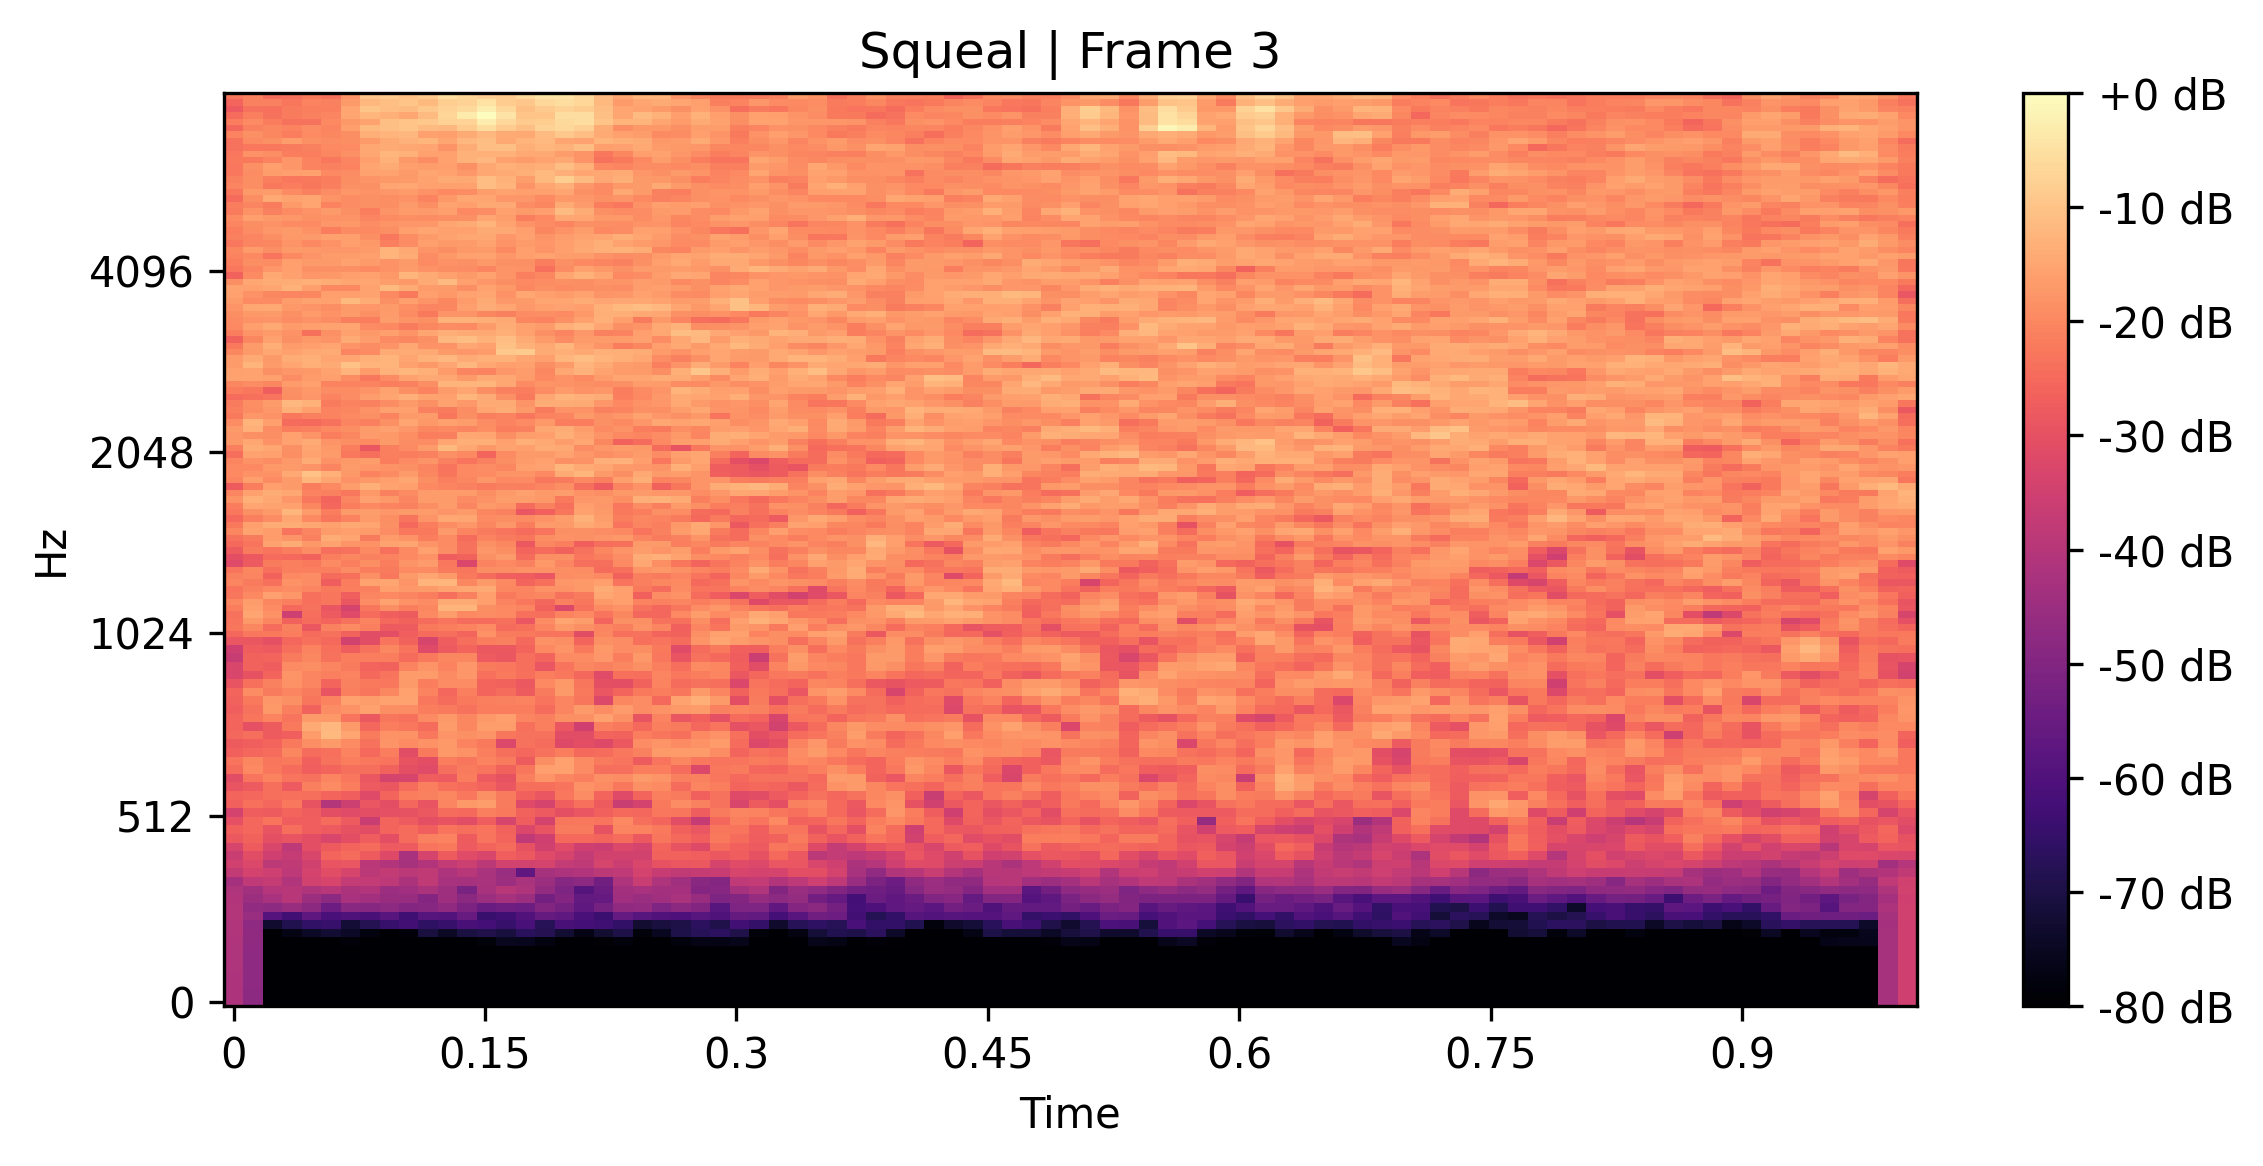 Squeal | Frame 3
+0 dB
-10 dB
-20 dB
-30 dB
-40 dB
-50 dB
-60 dB
-70 dB
-80 dB
Hz
4096
2048
1024
512
0
0 0.15 0.3 0.45 0.6 0.75 0.9
Time